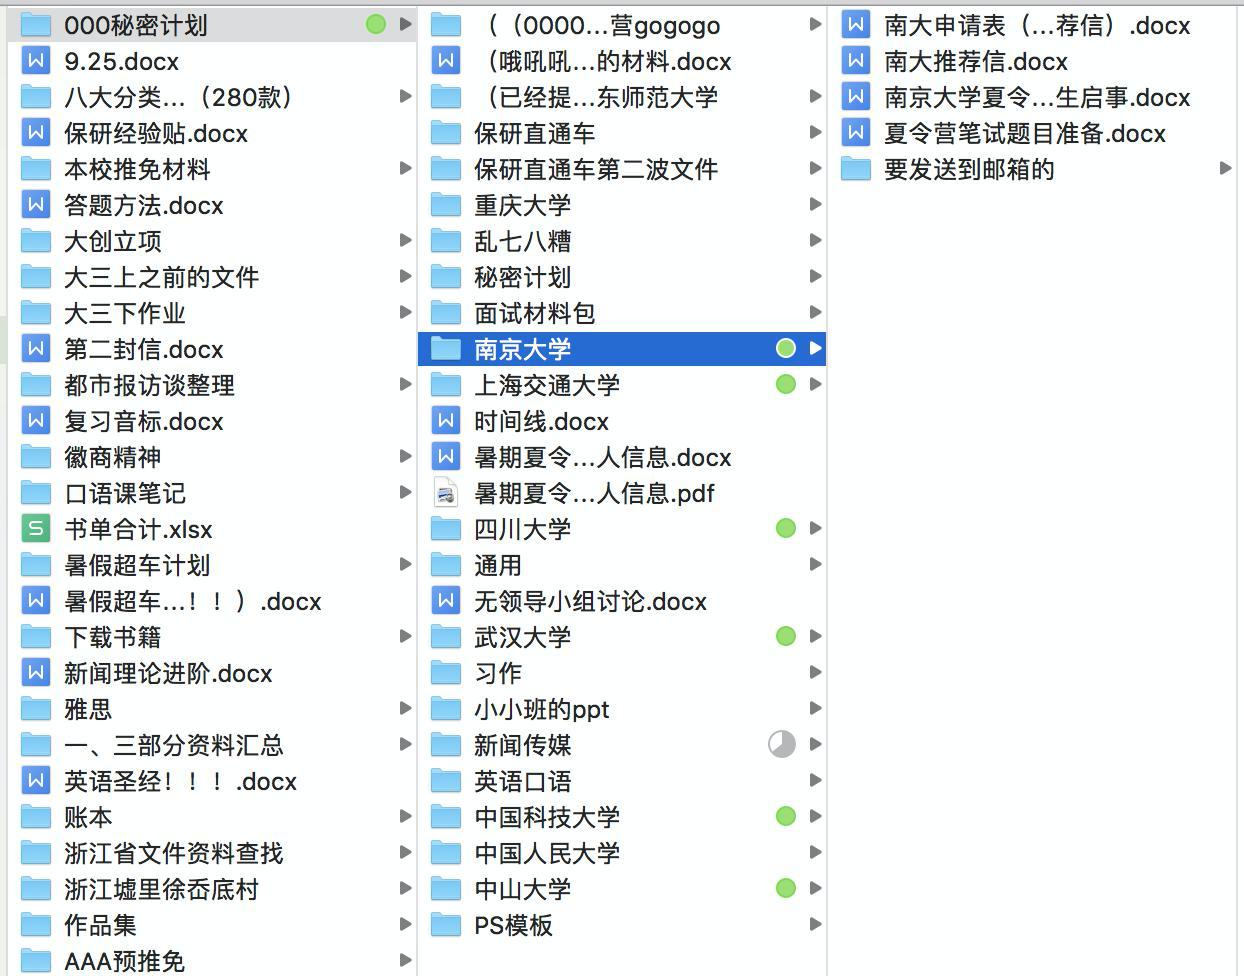 000秘密计划
9.25.docx
八大分类...（280款）
保研经验贴.docx
本校推免材料
答题方法.docx
大创立项
大三上之前的文件
大三下作业
第二封信.docx
都市报访谈整理
复习音标.docx
徽商精神
口语课笔记
书单合计.xlsx
暑假超车计划
暑假超车...！！）.docx
下载书籍
新闻理论进阶.docx
雅思
一、三部分资料汇总
英语圣经！！！.docx
账本
浙江省文件资料查找
浙江墟里徐岙底村
作品集
AAA预推免
（（0000...营gogogo
（哦吼吼...的材料.docx
（已经提...东师范大学
保研直通车
保研直通车第二波文件
重庆大学
乱七八糟
秘密计划
面试材料包
南京大学
上海交通大学
时间线.docx
暑期夏令...人信息.docx
暑期夏令...人信息.pdf
四川大学
通用
无领导小组讨论.docx
武汉大学
习作
小小班的ppt
新闻传媒
英语口语
中国科技大学
中国人民大学
中山大学
PS模板
南大申请表（...荐信）.docx
南大推荐信.docx
南京大学夏令...生启事.docx
夏令营笔试题目准备.docx
要发送到邮箱的